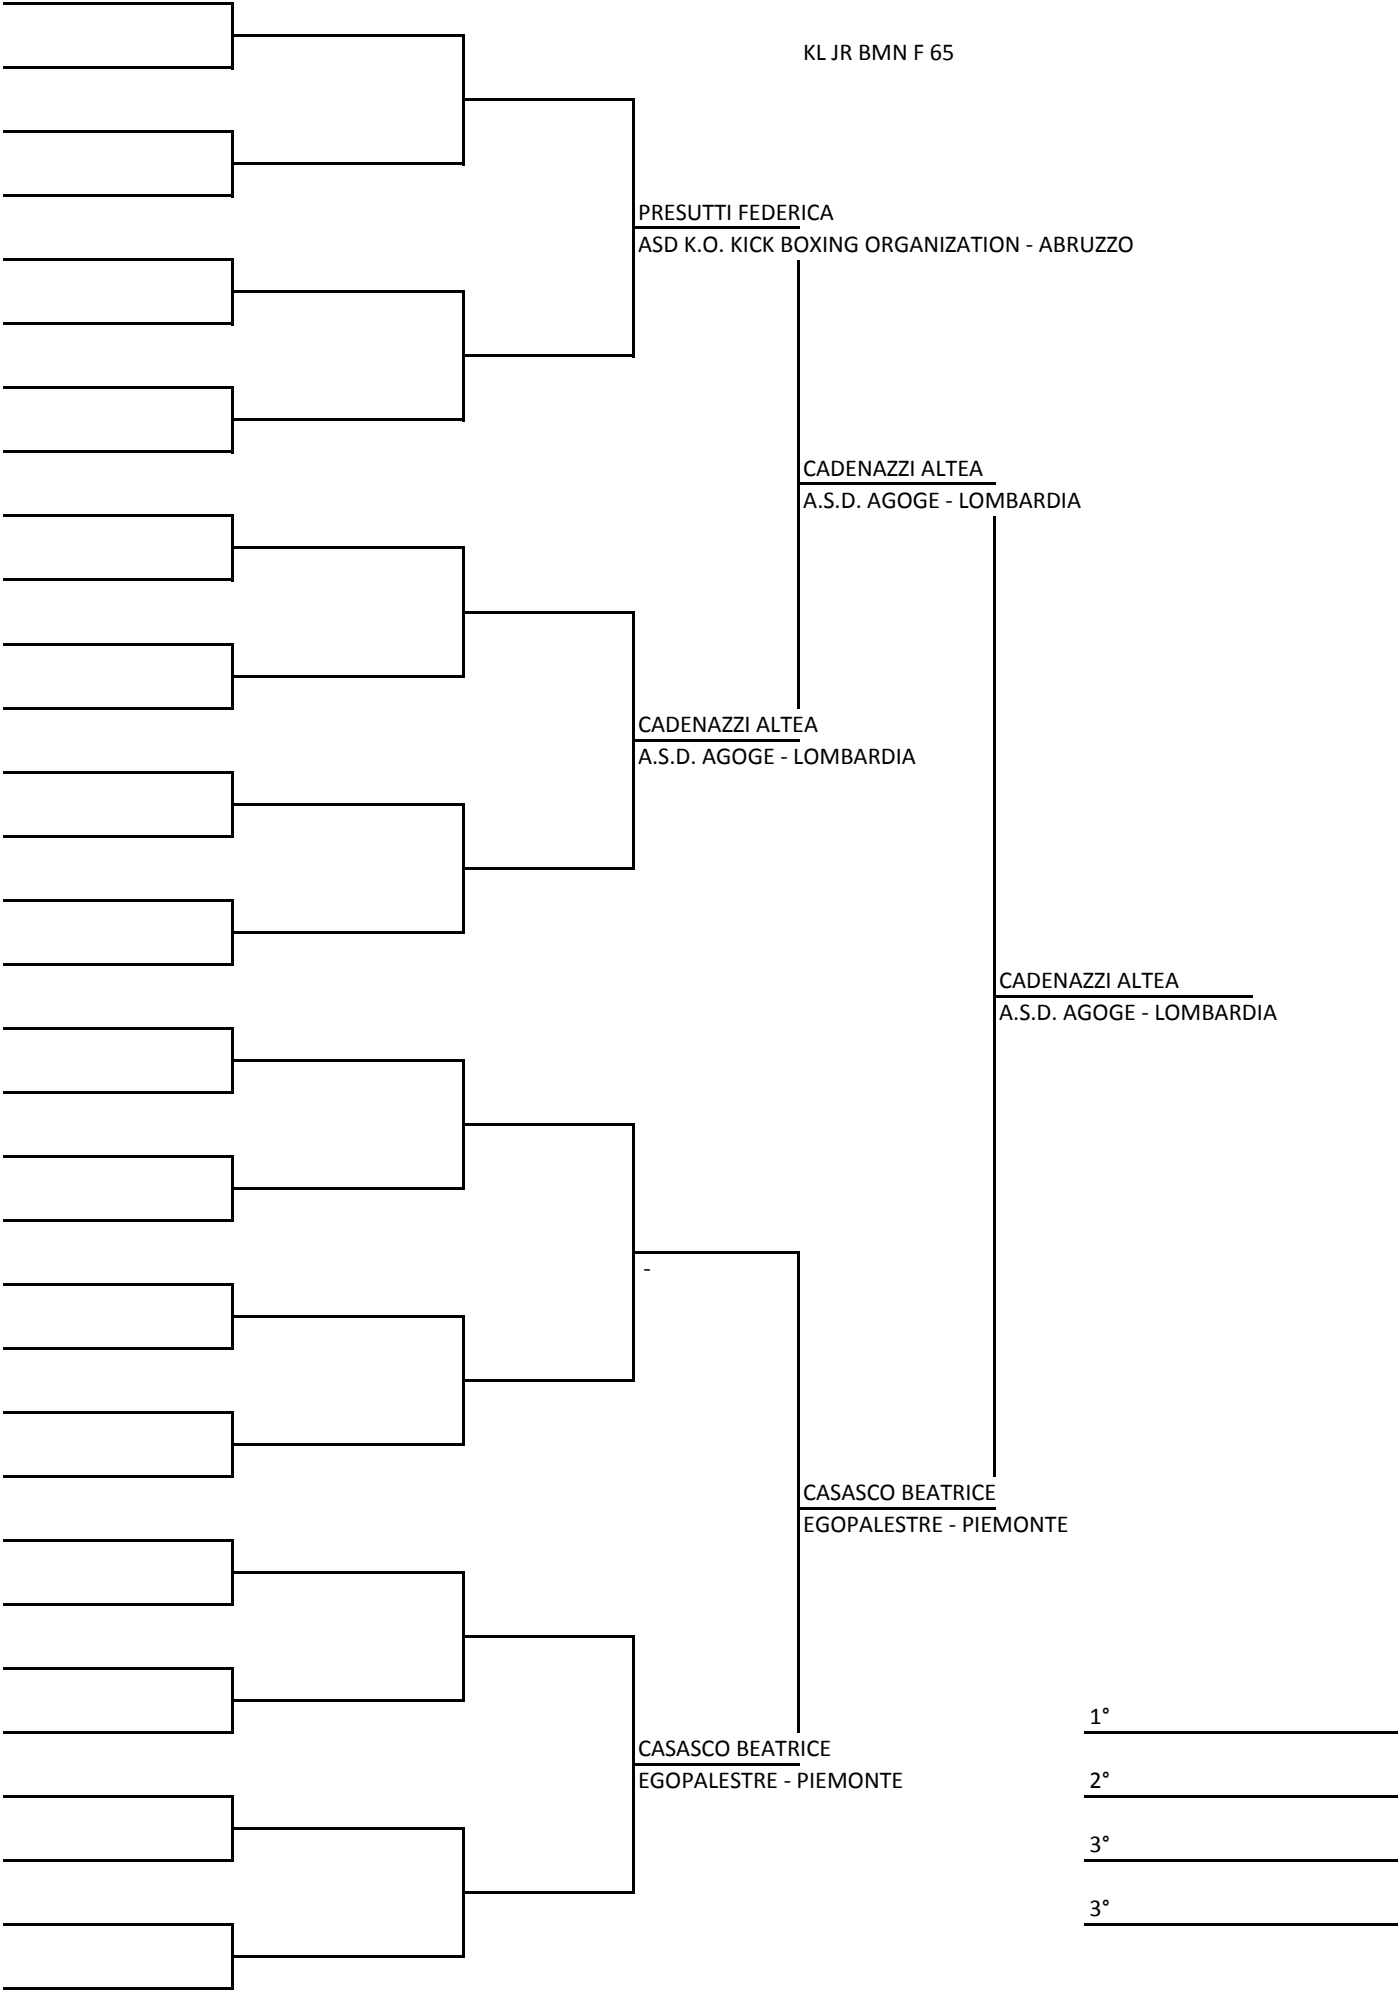 KL JR BMN F 65
PRESUTTI FEDERICA
ASD K.O. KICK BOXING ORGANIZATION - ABRUZZO
CADENAZZI ALTEA
A.S.D. AGOGE - LOMBARDIA
CADENAZZI ALTEA
A.S.D. AGOGE - LOMBARDIA
CADENAZZI ALTEA
A.S.D. AGOGE - LOMBARDIA
-
CASASCO BEATRICE
EGOPALESTRE - PIEMONTE
1°
CASASCO BEATRICE
EGOPALESTRE - PIEMONTE
2°
3°
3°